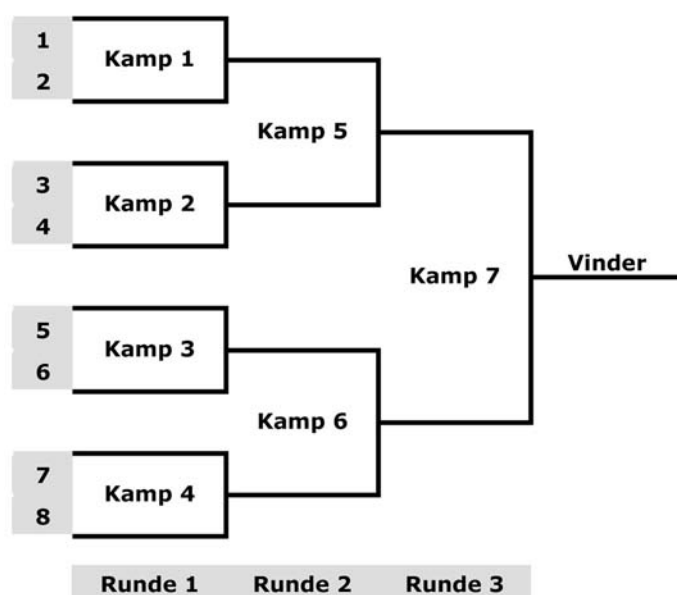 1
Kamp 1
2
Kamp 5
3
Kamp 2
4
Kamp 7
Vinder
5
Kamp 3
6
Kamp 6
7
Kamp 4
8
Runde 1 Runde 2 Runde 3